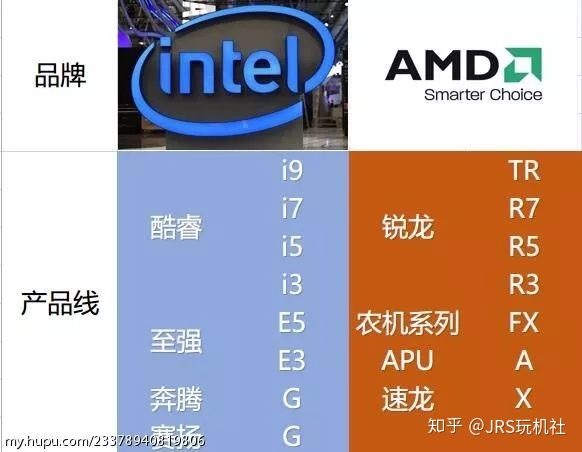 品牌
intel
AMD
Smarter Choice
产品线
酷睿
i9
i7
i5
i3
至强
E5
E3
奔腾
G
赛扬
G
锐龙
TR
R7
R5
R3
农机系列
FX
APU
A
速龙
X
知乎 @JRS玩机社
my.hupu.com/23378940819806